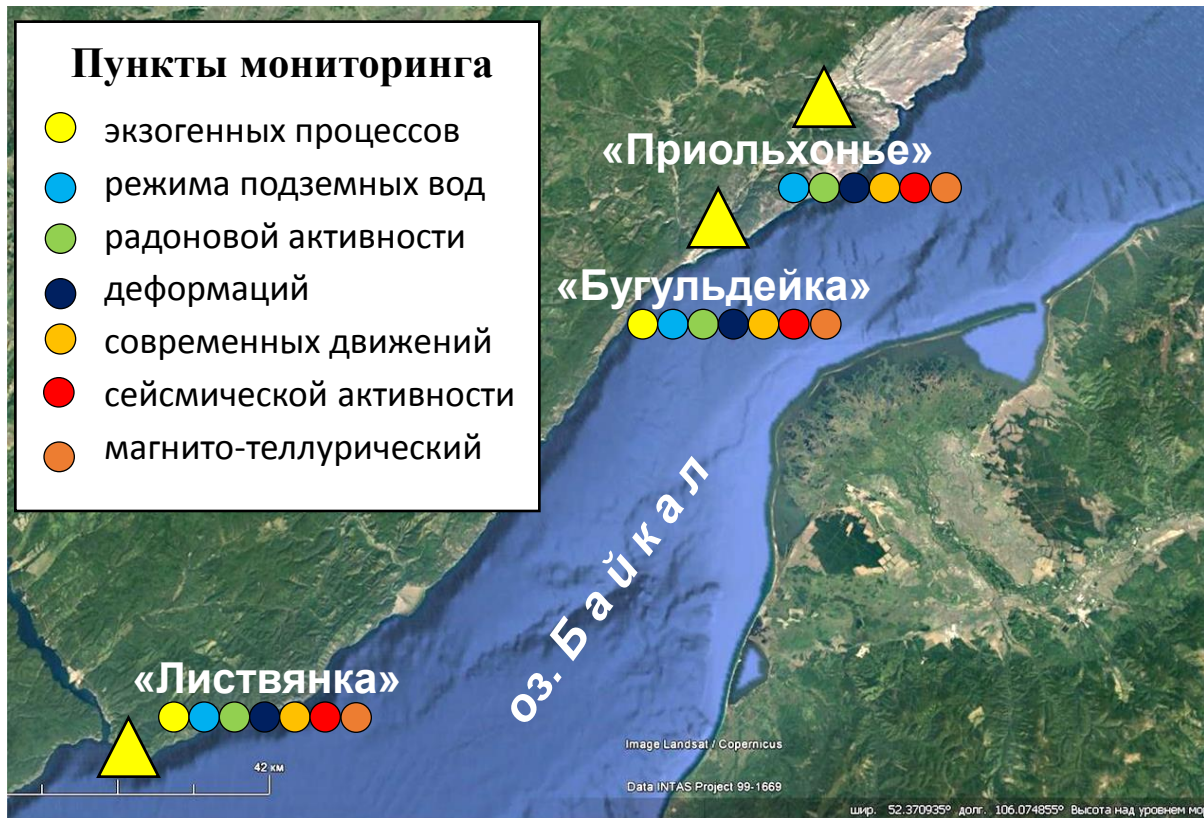 Пункты мониторинга
экзогенных процессов
режима подземных вод
радоновой активности
деформаций
современных движений
сейсмической активности
магнито-теллурический
«Приольхонье»
«Бугульдейка»
оз. Байкал
«Листвянка»
42 км
Image Landsat / Copernicus
Data INTAS Project 99-1669
шир. 52.370935° долг. 106.074855° Высота над уровнем мо